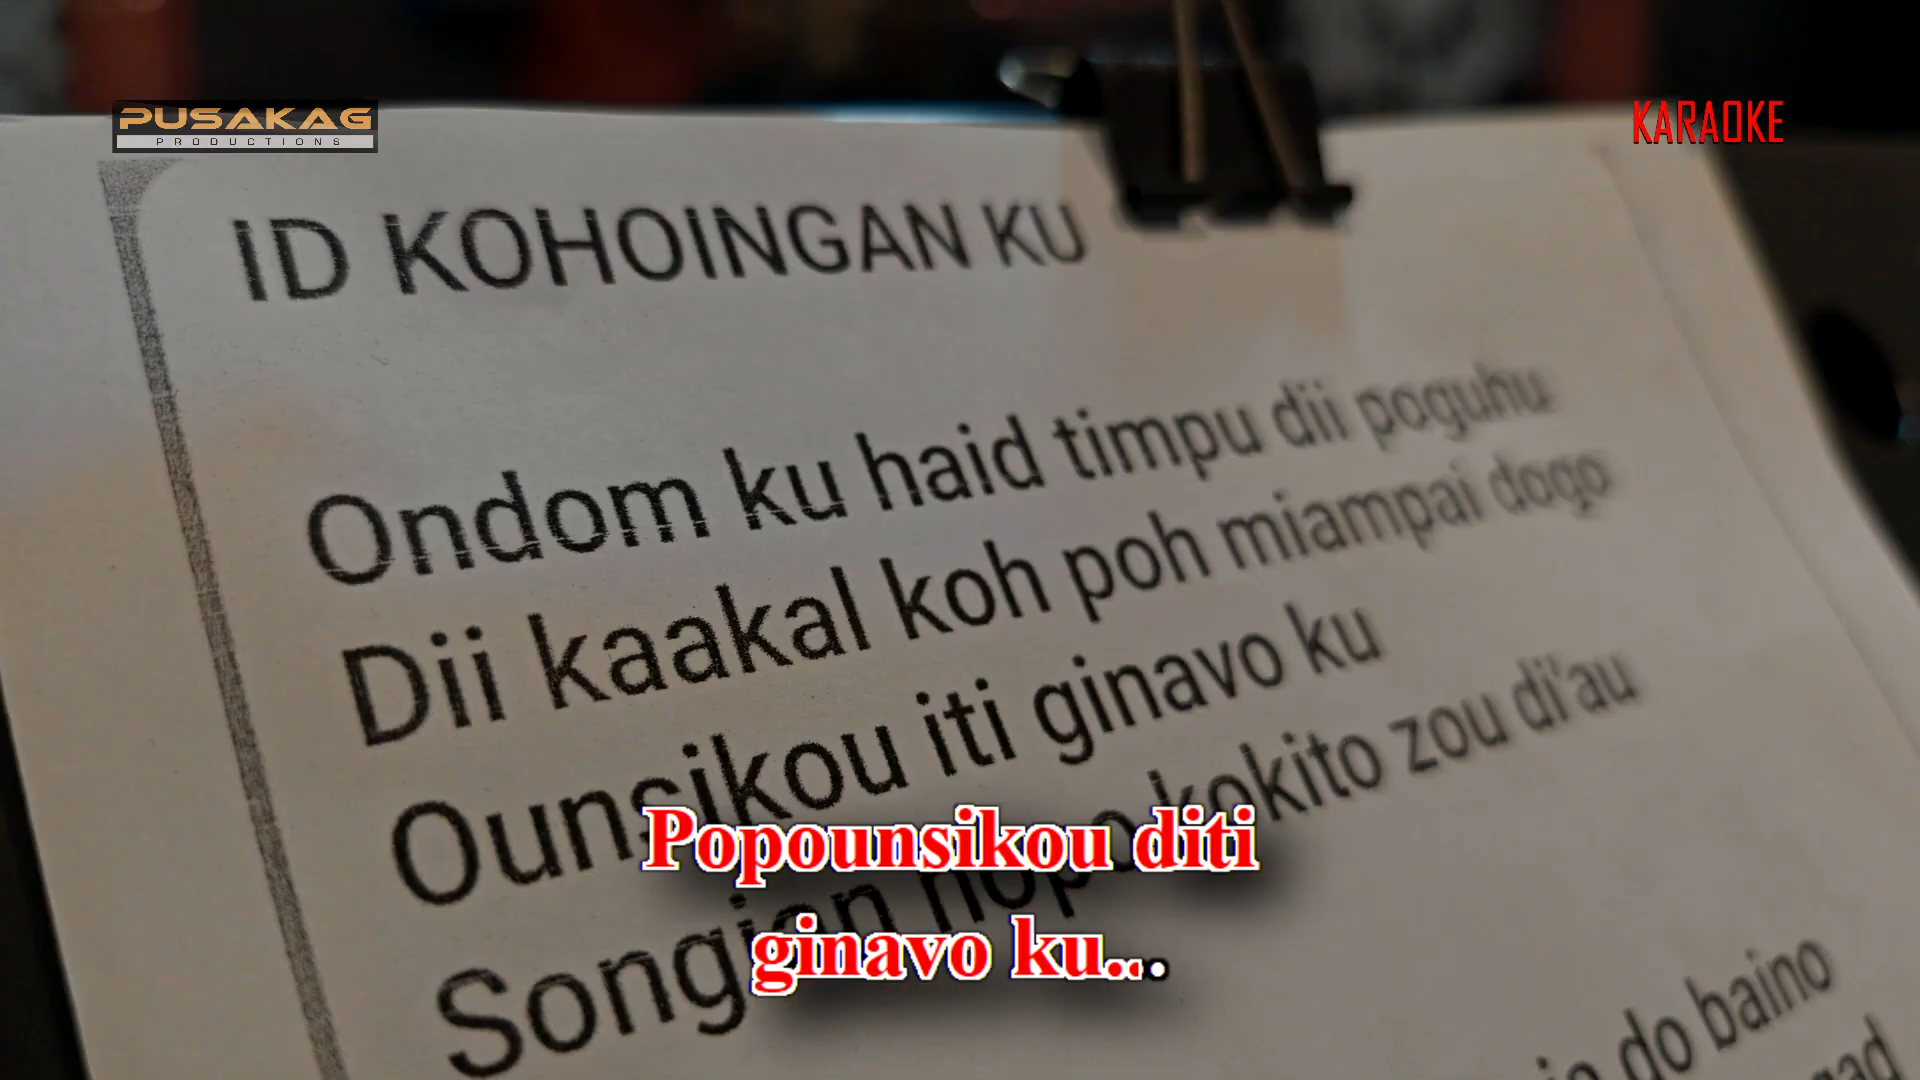 PUSAKAG
PRODUCTIONS
KARAOKE
ID KOHOINGAN KU
Ondom ku haid timpu dii poguhu
Dii kaakal koh poh miampai dogo
Ounsikou iti ginavo ku
kokito zou di'au
Popounsikou diti
ginavo ku...
do baino